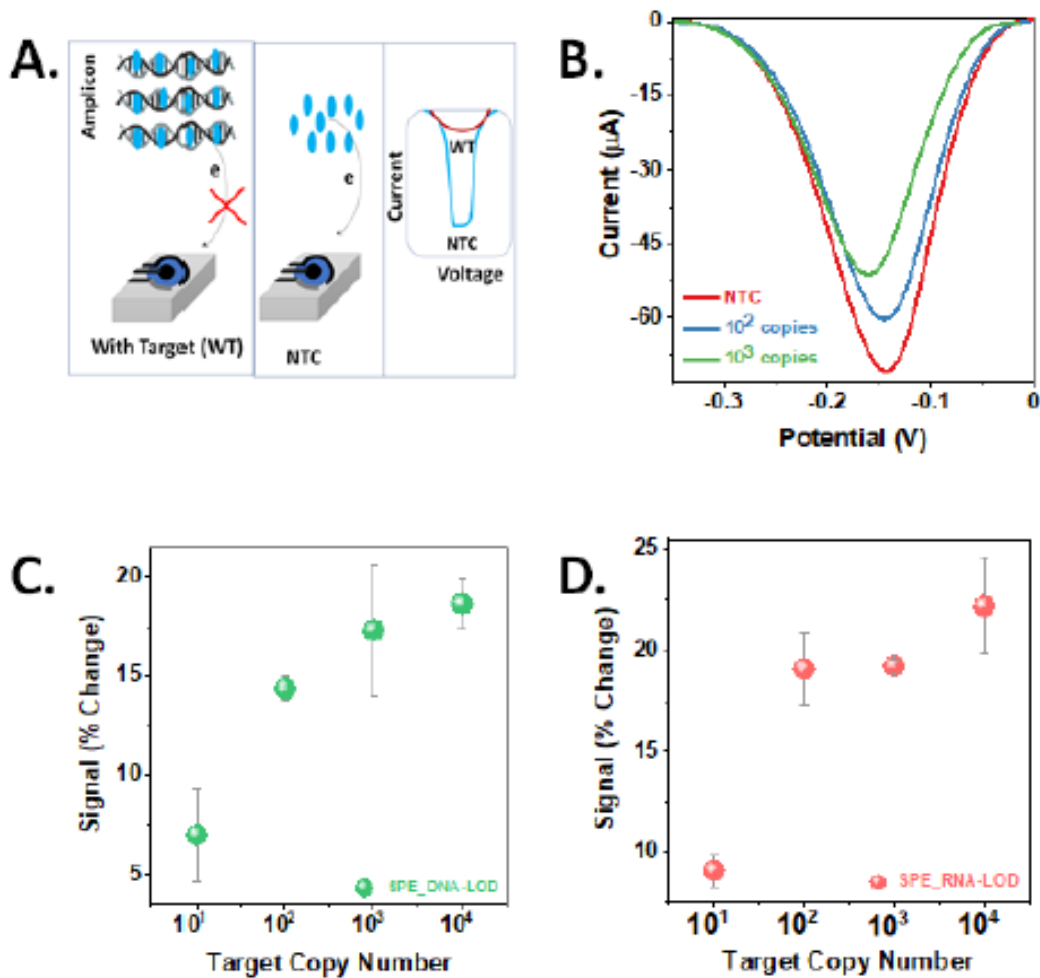 A.
Amplicon
e
With Target (WT)
e
NTC
Current
WT
NTC
Voltage
B.
0
-15
-30
-45
-60
Current (µA)
NTC
10² copies
10³ copies
-0.3
-0.2
-0.1
0
Potential (V)
C.
20
15
10
5
Signal (% Change)
SPE_DNA-LOD
10¹
10²
10³
10⁴
Target Copy Number
D.
25
20
15
10
Signal (% Change)
SPE_RNA-LOD
10¹
10²
10³
10⁴
Target Copy Number